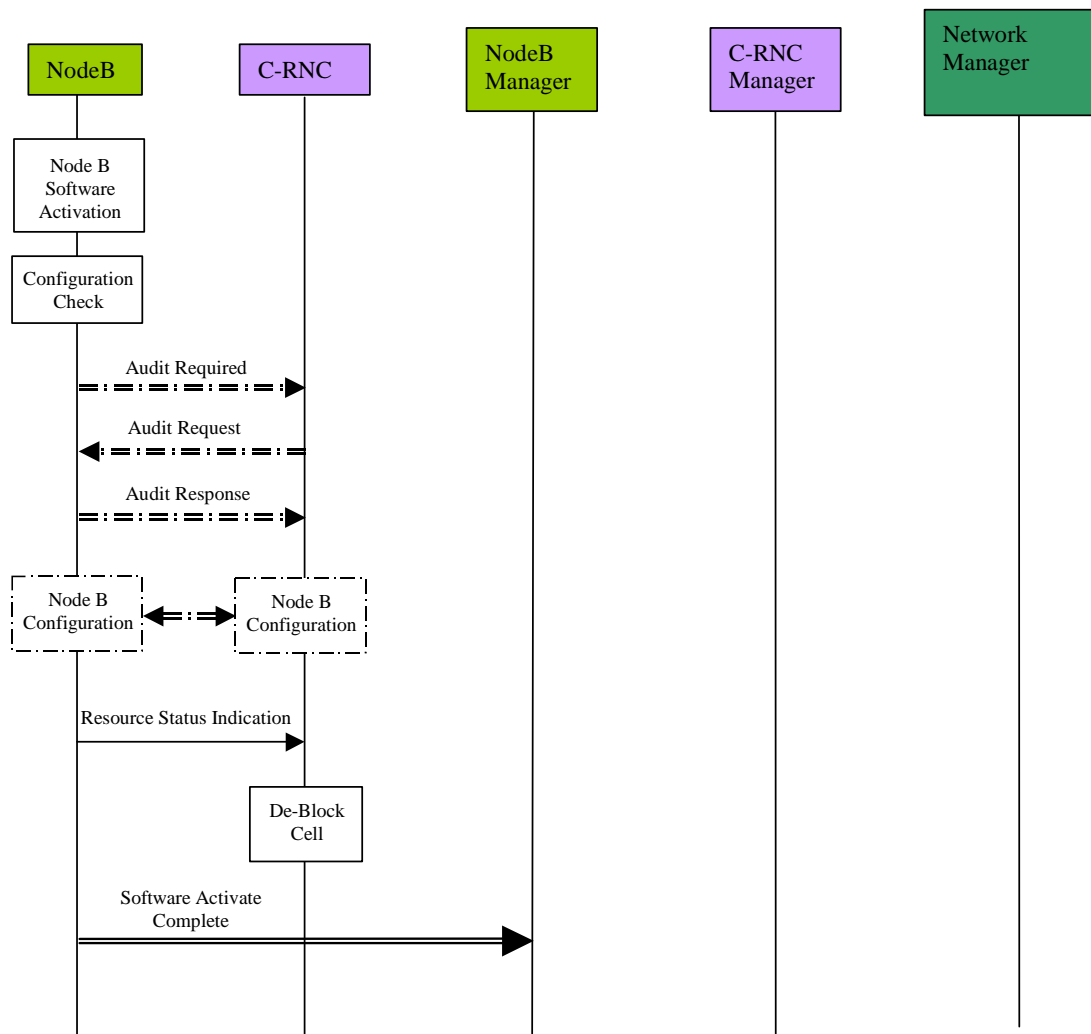 NodeB
C-RNC
NodeB
Manager
C-RNC
Manager
Network
Manager
Node B
Software
Activation
Configuration
Check
Audit Required
Audit Request
Audit Response
Node B
Configuration
Node B
Configuration
Resource Status Indication
De-Block
Cell
Software Activate
Complete